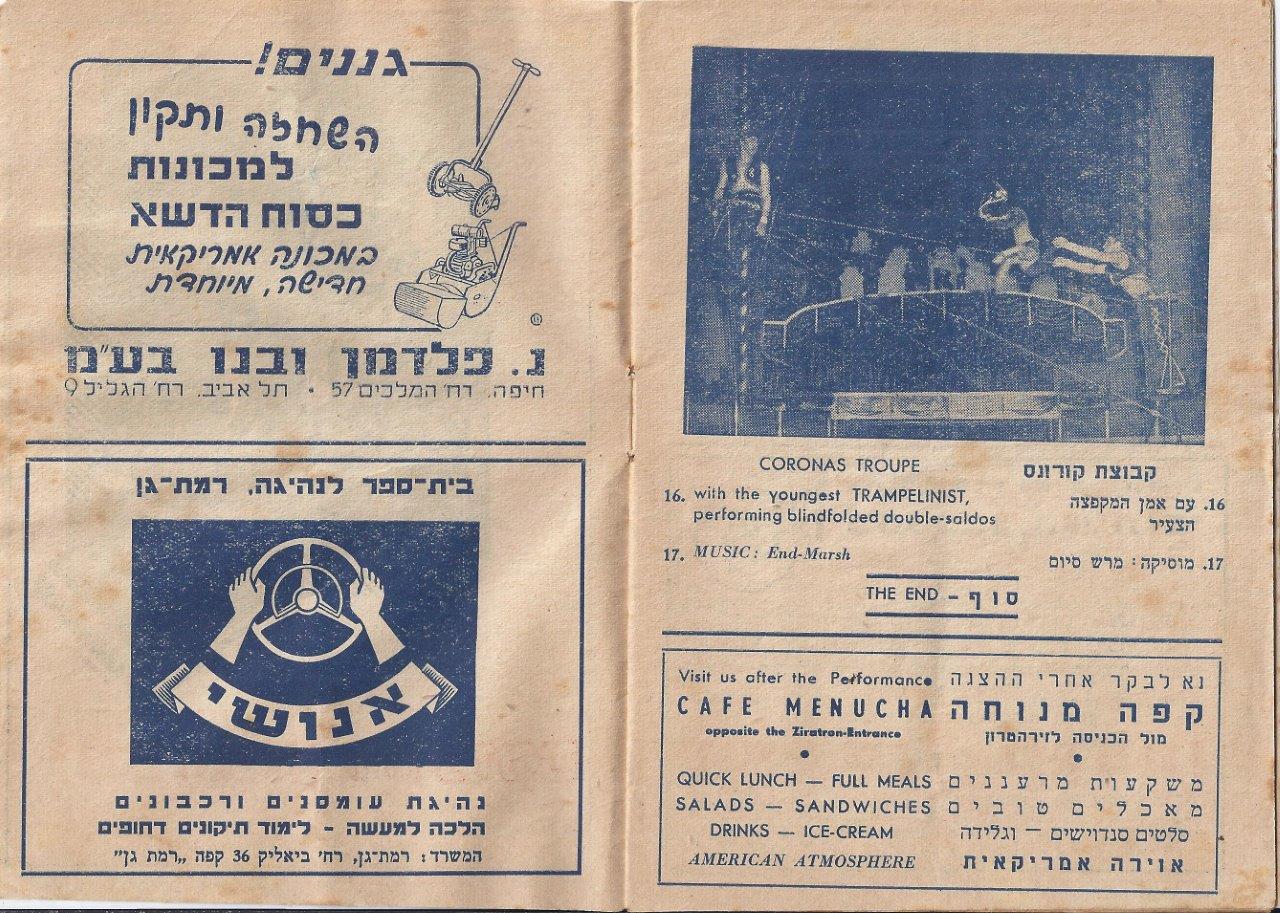 גננים!
השחזה ותקון
למכונות
כסוח הדשא
במכונה אמריקאית
חדישה, מיוחדת
נ. פלדמן ובנו בע"מ
חיפה, רח' המלכים 57 • תל אביב, רח' הגליל 9
בית-ספר לנהיגה, רמת-גן
אנושי
נהיגת עומסנים ורכבונים
הלכה למעשה - לימוד תיקונים דחופים
המשרד: רמת-גן, רח' ביאליק 36 קפה „רמת גן"
CORONAS TROUPE קבוצת קורונס
16. with the youngest TRAMPELINIST, 16. עם אמן המקפצה
performing blindfolded double-saldos הצעיר
17. MUSIC: End-Marsh 17. מוסיקה: מרש סיום
THE END - סוף
Visit us after the Performance נא לבקר אחרי ההצגה
CAFE MENUCHA קפה מנוחה
opposite the Ziratron-Entrance מול הכניסה לזירהטרון
QUICK LUNCH — FULL MEALS משקעות מרעננים
SALADS — SANDWICHES מאכלים טובים
DRINKS — ICE-CREAM סלטים סנדוישים — וגלידה
AMERICAN ATMOSPHERE אוירה אמריקאית